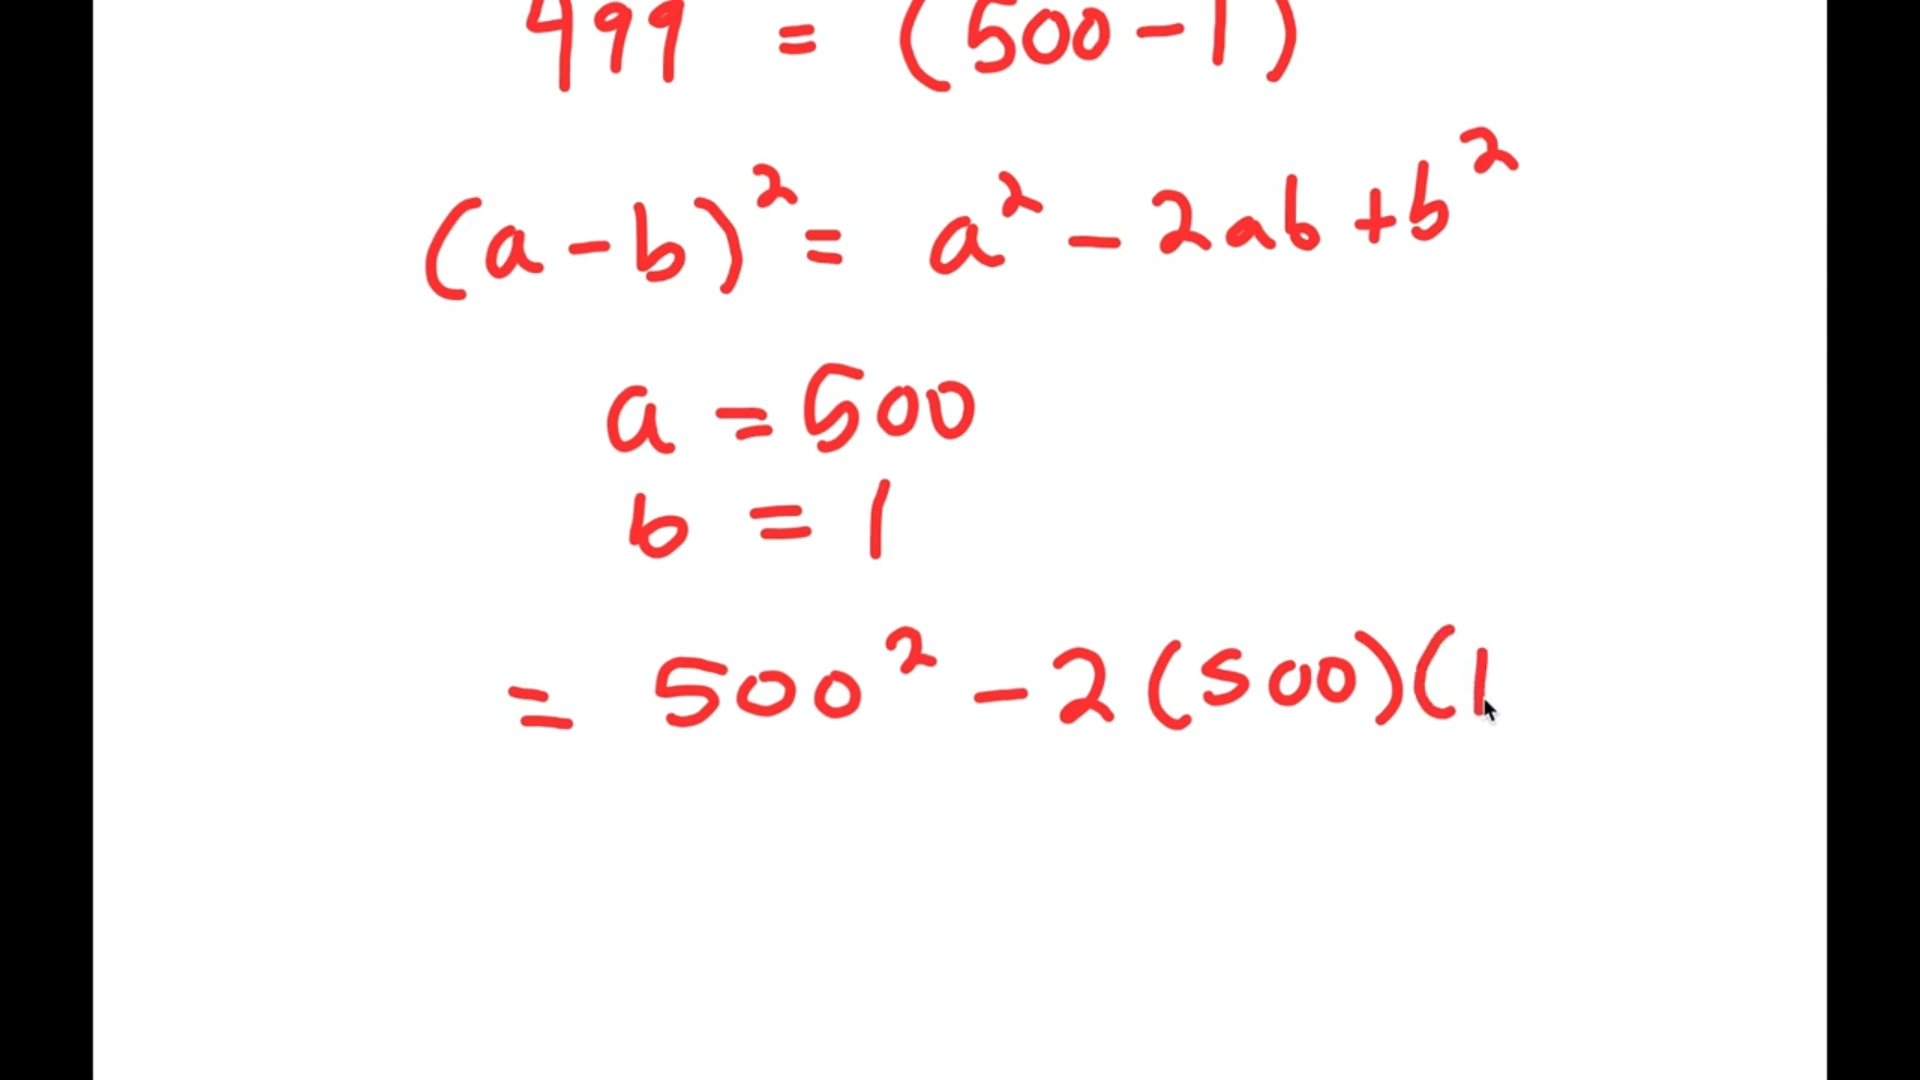 499 = (500-1)
(a-b)² = a² - 2ab + b²
a = 500
b = 1
= 500² - 2(500)(1